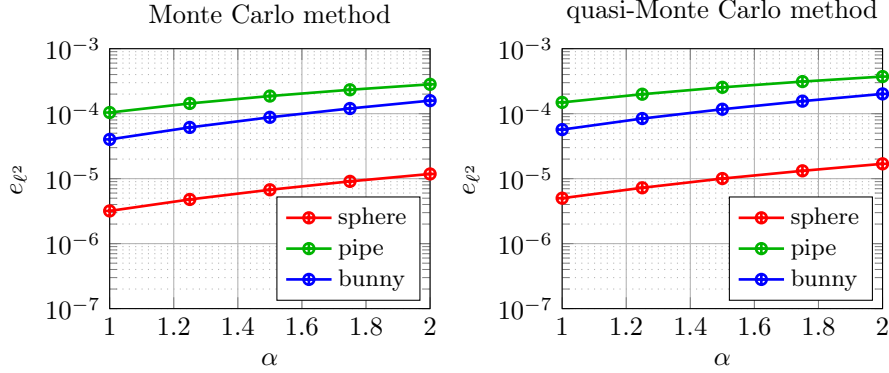 Monte Carlo method
10⁻³
10⁻⁴
10⁻⁵
10⁻⁶
10⁻⁷
e_ℓ²
1 1.2 1.4 1.6 1.8 2
α
sphere
pipe
bunny
quasi-Monte Carlo method
10⁻³
10⁻⁴
10⁻⁵
10⁻⁶
10⁻⁷
e_ℓ²
1 1.2 1.4 1.6 1.8 2
α
sphere
pipe
bunny